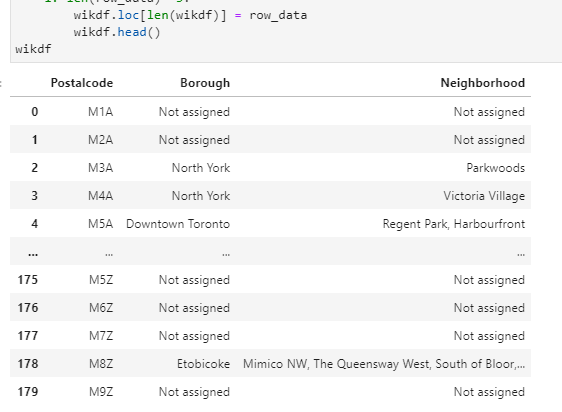 wikdf.loc[len(wikdf)] = row_data
wikdf.head()
wikdf
Postalcode Borough Neighborhood
0 M1A Not assigned Not assigned
1 M2A Not assigned Not assigned
2 M3A North York Parkwoods
3 M4A North York Victoria Village
4 M5A Downtown Toronto Regent Park, Harbourfront
... ... ... ...
175 M5Z Not assigned Not assigned
176 M6Z Not assigned Not assigned
177 M7Z Not assigned Not assigned
178 M8Z Etobicoke Mimico NW, The Queensway West, South of Bloor,...
179 M9Z Not assigned Not assigned